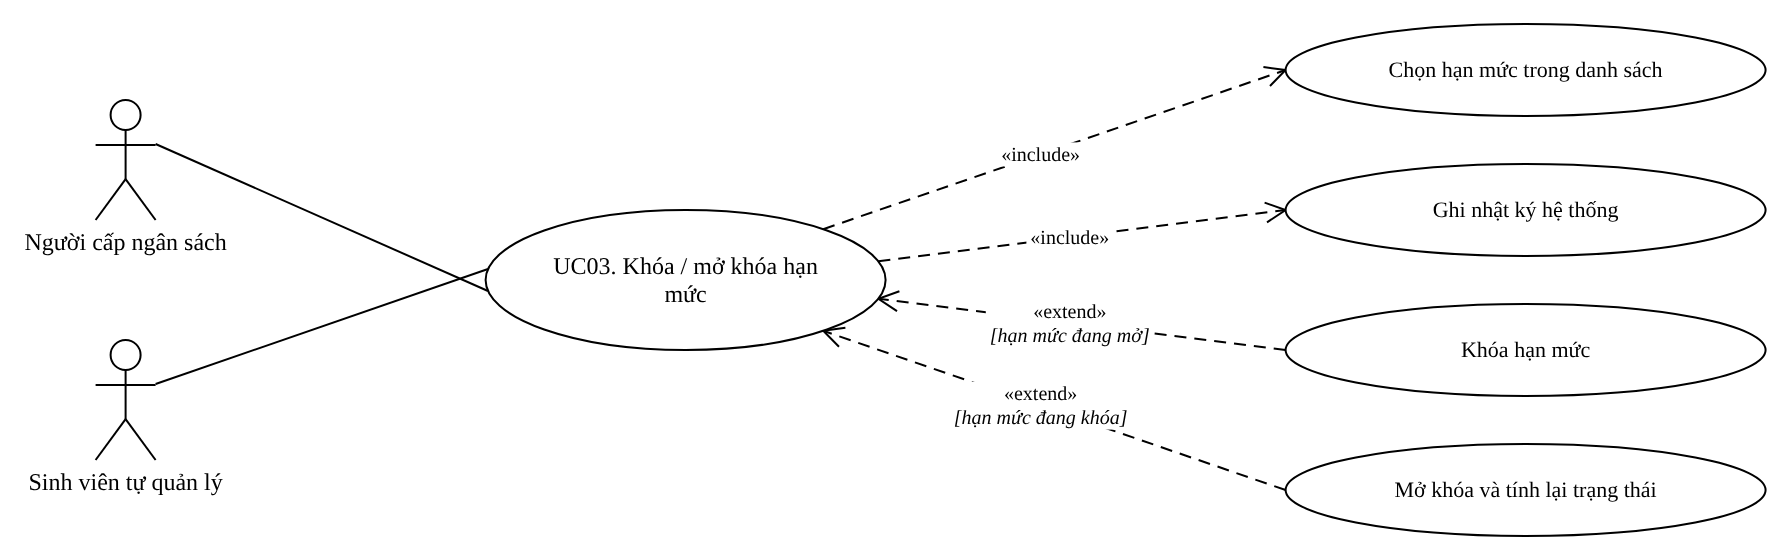 Chọn hạn mức trong danh sách
«include»
Ghi nhật ký hệ thống
«include»
Người cấp ngân sách
UC03. Khóa / mở khóa hạn
mức
«extend»
[hạn mức đang mở]
Khóa hạn mức
«extend»
[hạn mức đang khóa]
Sinh viên tự quản lý
Mở khóa và tính lại trạng thái